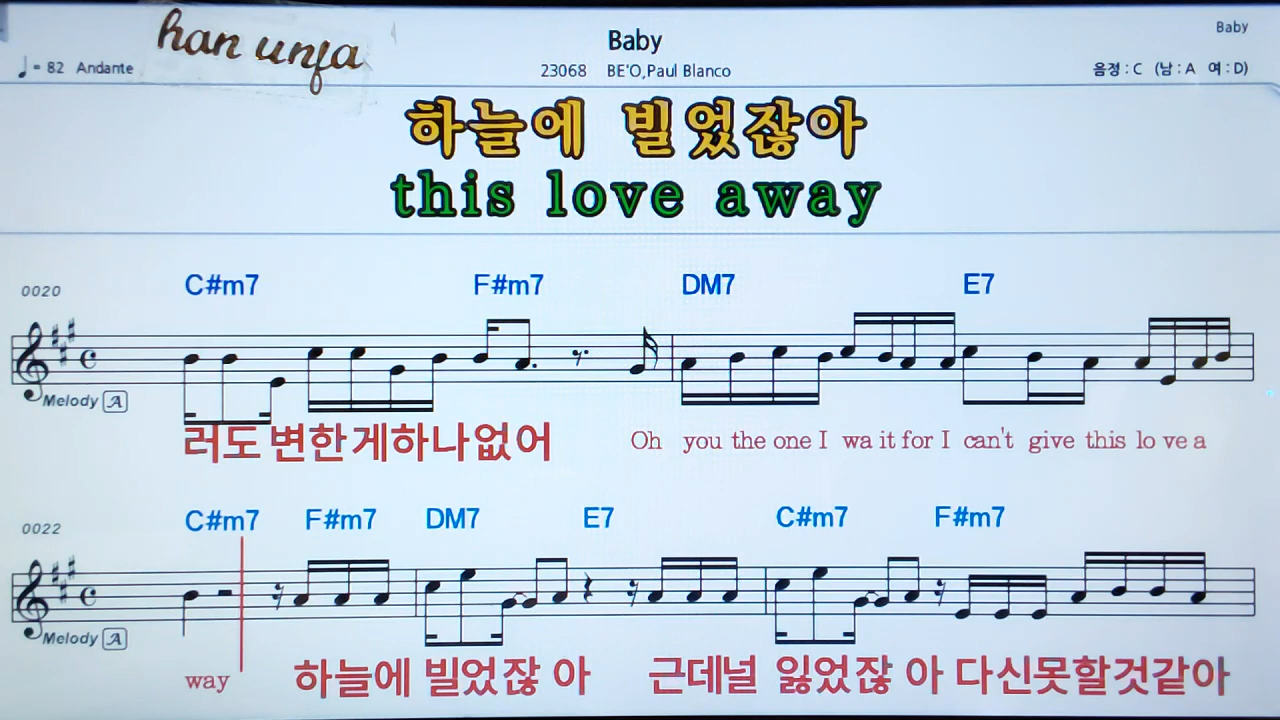 han unfa
Baby
Baby
♩= 82 Andante
23068 BE'O,Paul Blanco
음정 : C (남 : A 여 : D)
하늘에 빌었잖아
this love away
0020
C#m7 F#m7 DM7 E7
Melody A
러도 변한게하나없어 Oh you the one I wa it for I can't give this lo ve a
0022
C#m7 F#m7 DM7 E7 C#m7 F#m7
Melody A
way 하늘에 빌었잖 아 근데널 잃었잖 아 다신못할것같아